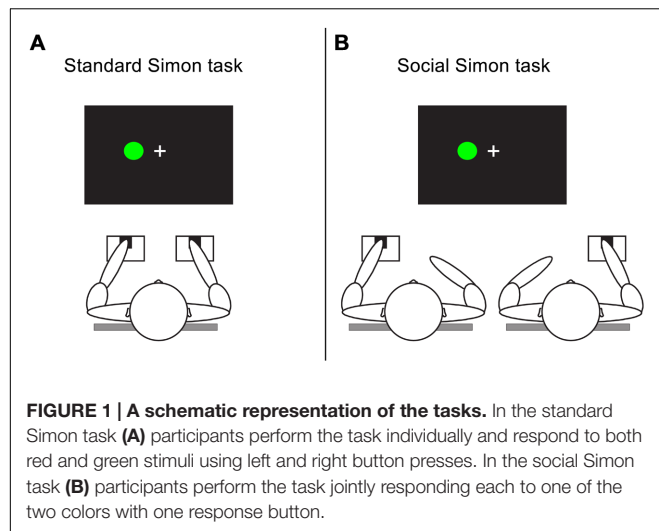 A
Standard Simon task
B
Social Simon task
FIGURE 1 | A schematic representation of the tasks. In the standard
Simon task (A) participants perform the task individually and respond to both
red and green stimuli using left and right button presses. In the social Simon
task (B) participants perform the task jointly responding each to one of the
two colors with one response button.